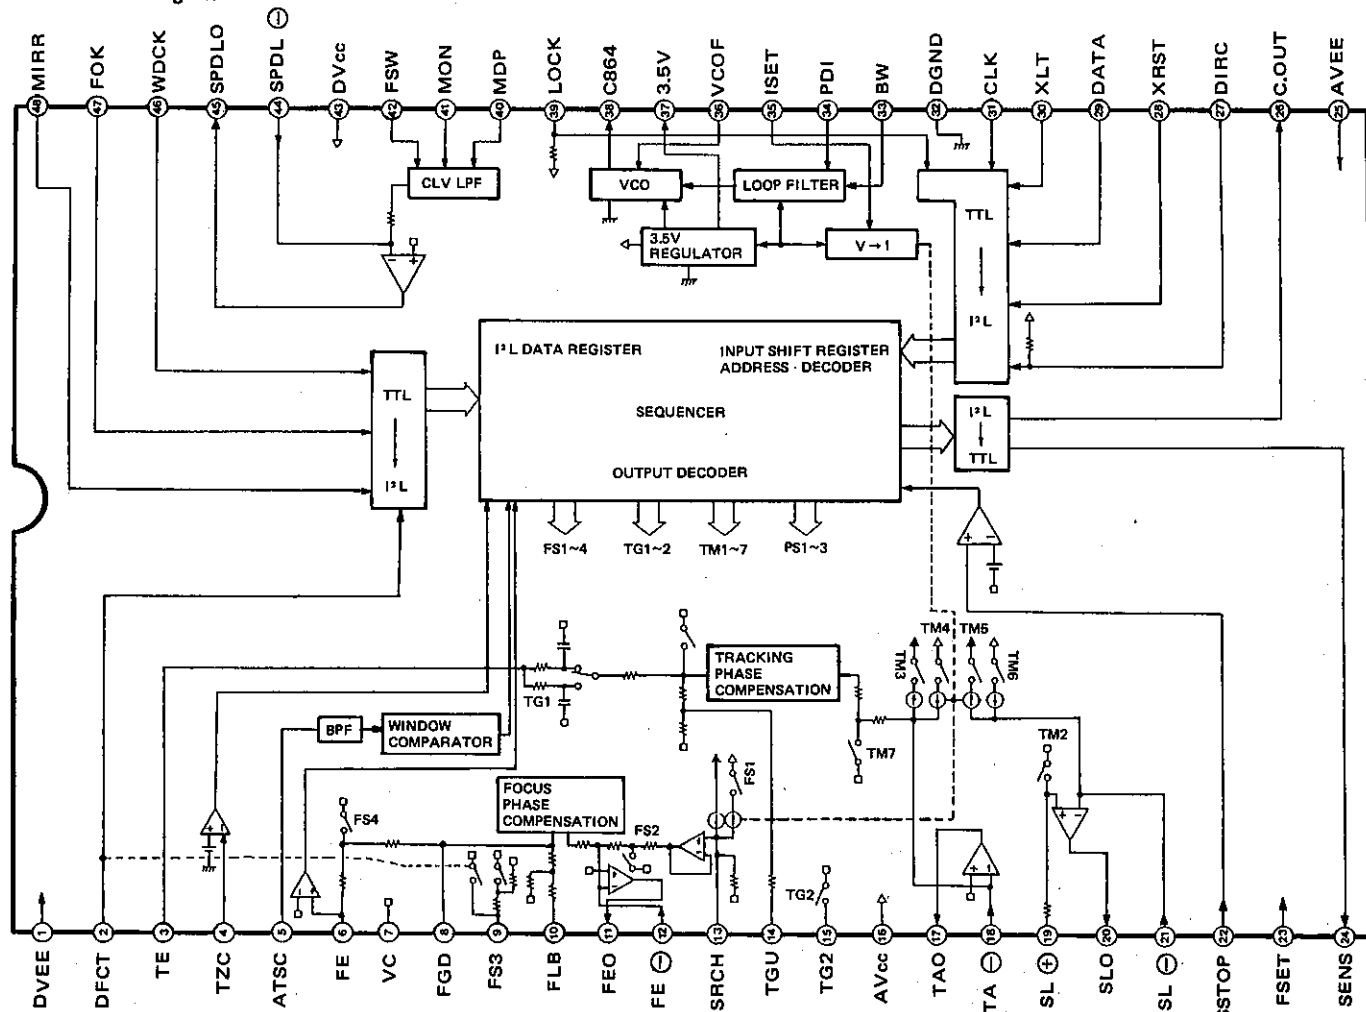 MIRR
FOK
WDCK
SPDLO
SPDL ⊖
DVcc
FSW
MON
MDP
LOCK
C864
3.5V
VCOF
ISET
PDI
BW
DGND
CLK
XLT
DATA
XRST
DIRC
C.OUT
AVEE
48
47
46
45
44
43
42
41
40
39
38
37
36
35
34
33
32
31
30
29
28
27
26
25
CLV LPF
VCO
LOOP FILTER
3.5V
REGULATOR
V→1
TTL
I²L
− +
I²L DATA REGISTER
INPUT SHIFT REGISTER
ADDRESS · DECODER
SEQUENCER
OUTPUT DECODER
TTL
I²L
I²L
TTL
FS1~4
TG1~2
TM1~7
PS1~3
+ −
TG1
TRACKING
PHASE
COMPENSATION
TM3
TM4
TM5
TM6
TM7
TM2
BPF
WINDOW
COMPARATOR
FOCUS
PHASE
COMPENSATION
FS4
FS2
FS1
TG2
1
2
3
4
5
6
7
8
9
10
11
12
13
14
15
16
17
18
19
20
21
22
23
24
DVEE
DFCT
TE
TZC
ATSC
FE
VC
FGD
FS3
FLB
FEO
FE ⊖
SRCH
TGU
TG2
AVcc
TAO
TA ⊖
SL ⊕
SLO
SL ⊖
SSTOP
FSET
SENS